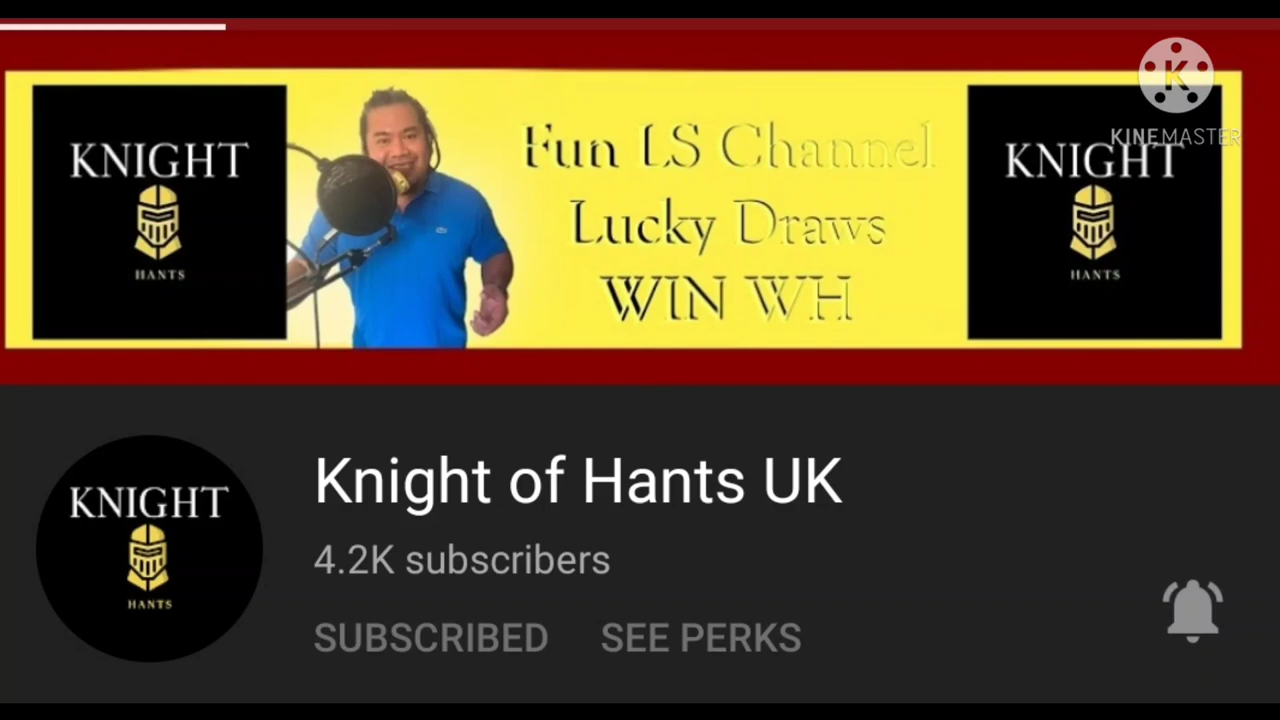 KINEMASTER
KNIGHT
HANTS
Fun LS Channel
Lucky Draws
WIN WH
KNIGHT
HANTS
KNIGHT
HANTS
Knight of Hants UK
4.2K subscribers
SUBSCRIBED SEE PERKS